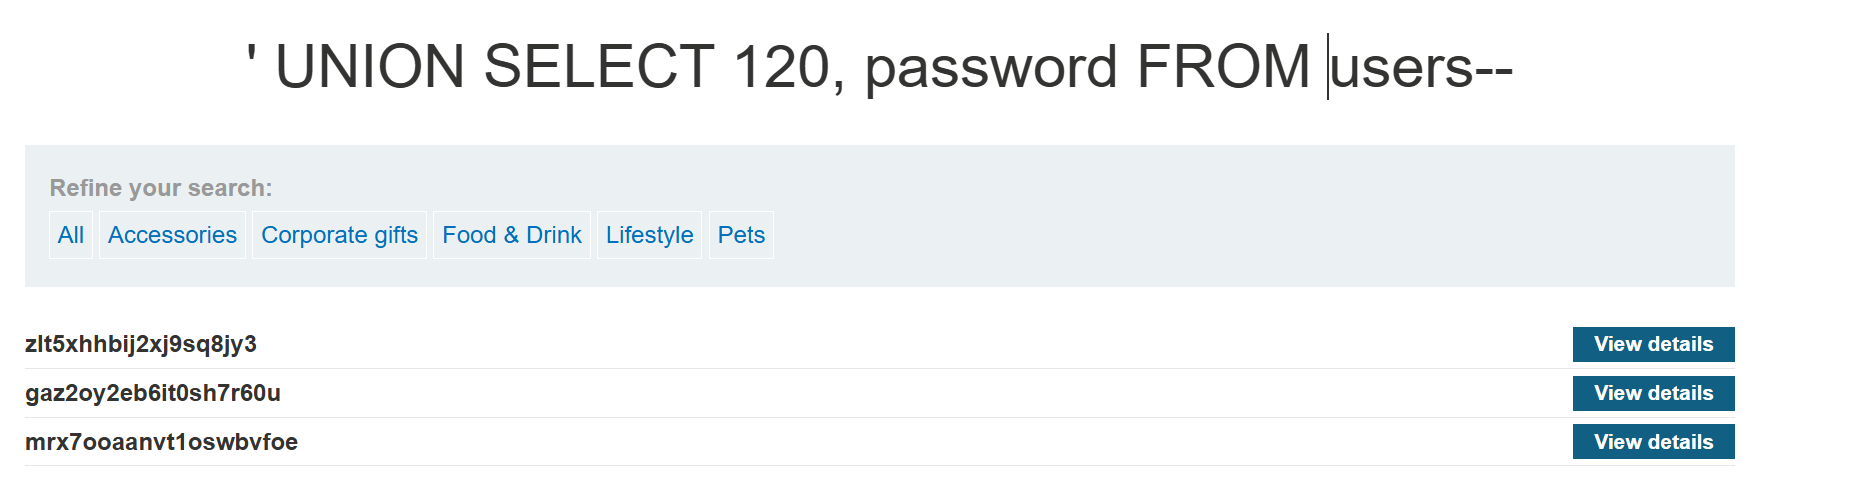 ' UNION SELECT 120, password FROM users--
Refine your search:
All Accessories Corporate gifts Food & Drink Lifestyle Pets
zlt5xhhbij2xj9sq8jy3 View details
gaz2oy2eb6it0sh7r60u View details
mrx7ooaanvt1oswbvfoe View details